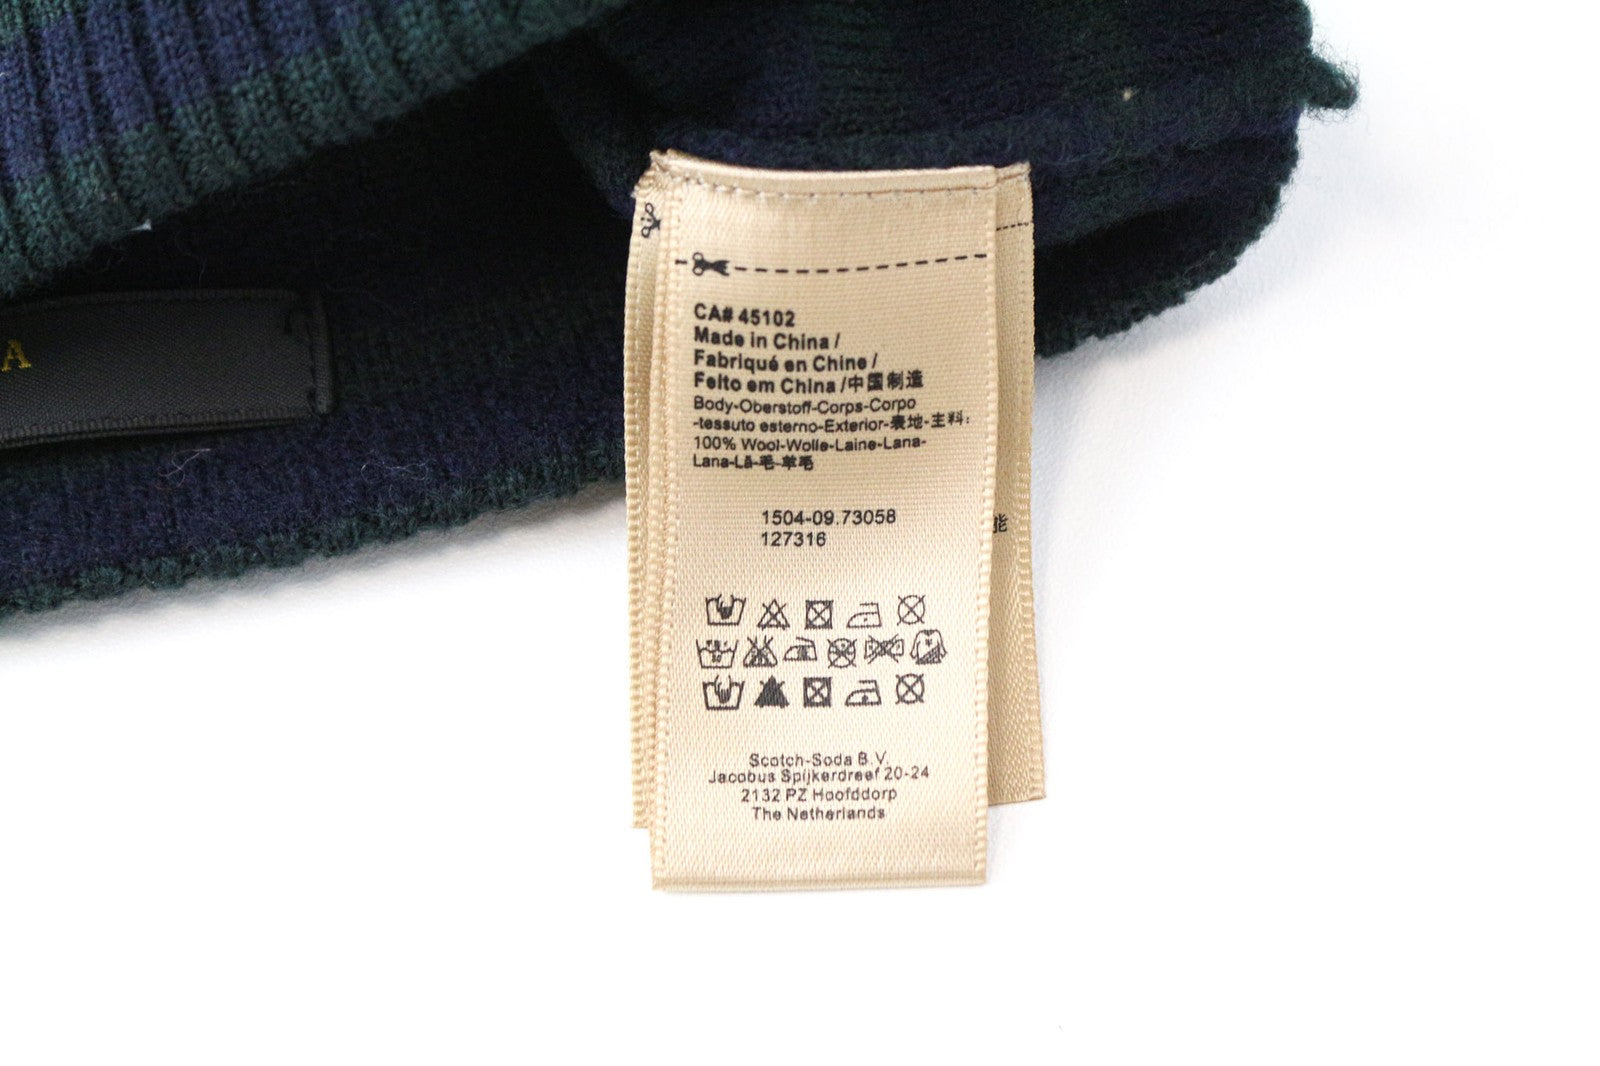 A
CA# 45102
Made in China /
Fabriqué en Chine /
Feito em China /中国制造
Body-Oberstoff-Corps-Corpo
-tessuto esterno-Exterior-表地-主料:
100% Wool-Wolle-Laine-Lana-
Lana-Lã-毛-羊毛
1504-09.73058
127316
能
Scotch-Soda B.V.
Jacobus Spijkerdreef 20-24
2132 PZ Hoofddorp
The Netherlands